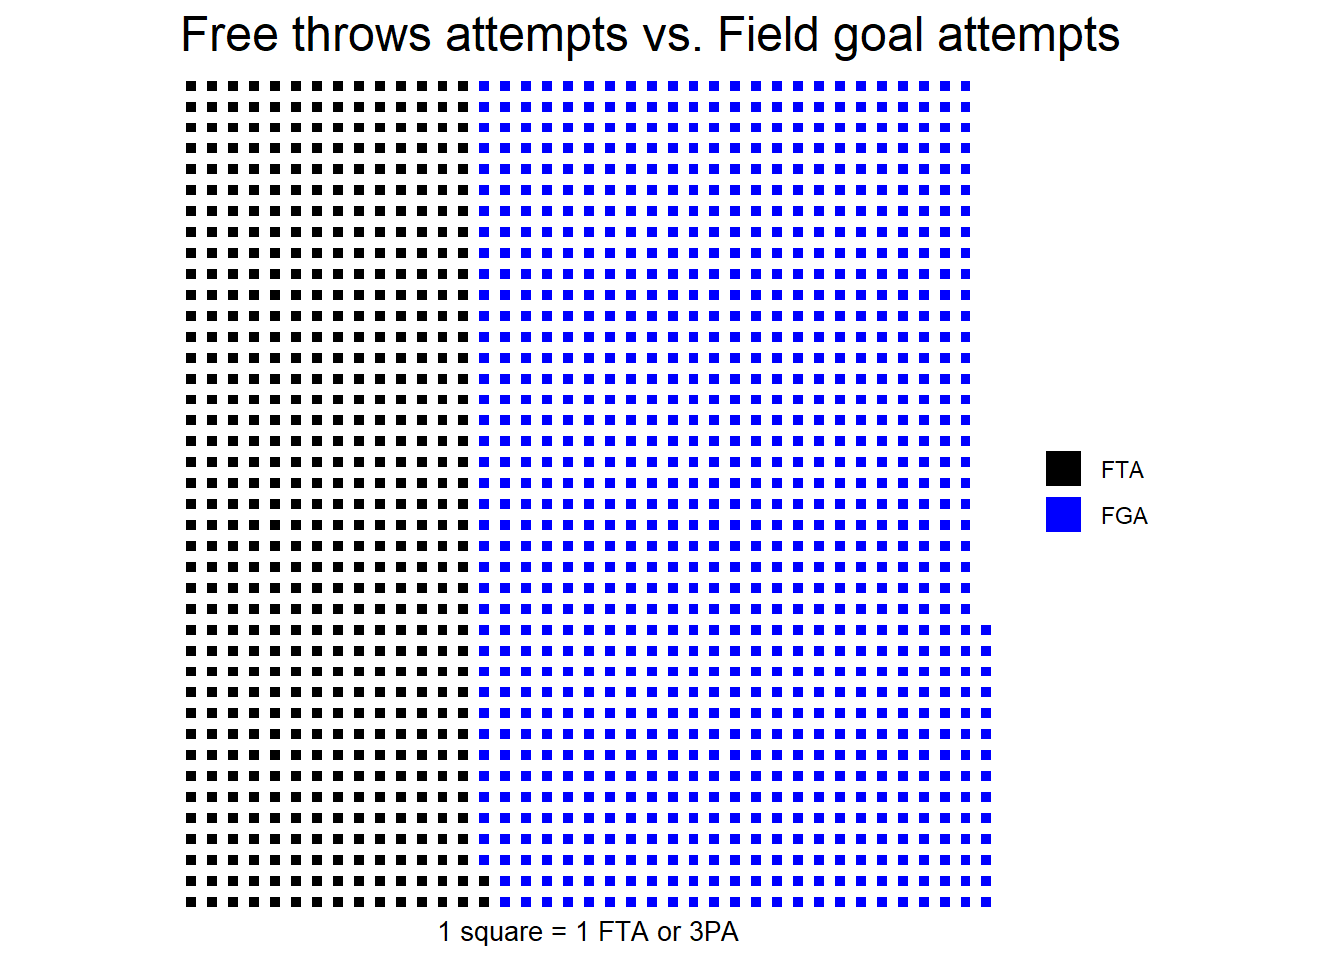 Free throws attempts vs. Field goal attempts
FTA
FGA
1 square = 1 FTA or 3PA